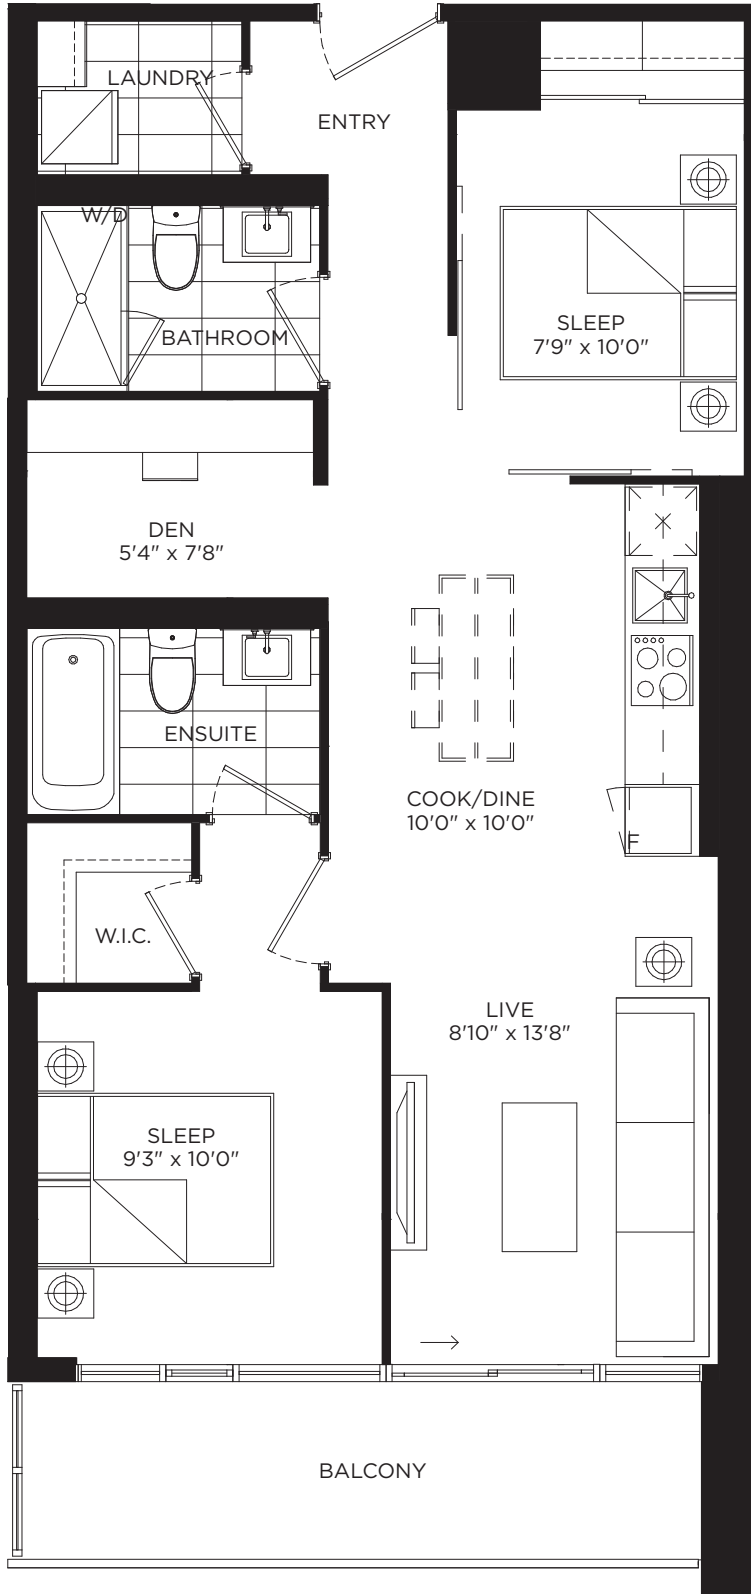 LAUNDRY
ENTRY
W/D
BATHROOM
SLEEP
7'9" x 10'0"
DEN
5'4" x 7'8"
ENSUITE
COOK/DINE
10'0" x 10'0"
F
W.I.C.
LIVE
8'10" x 13'8"
SLEEP
9'3" x 10'0"
BALCONY